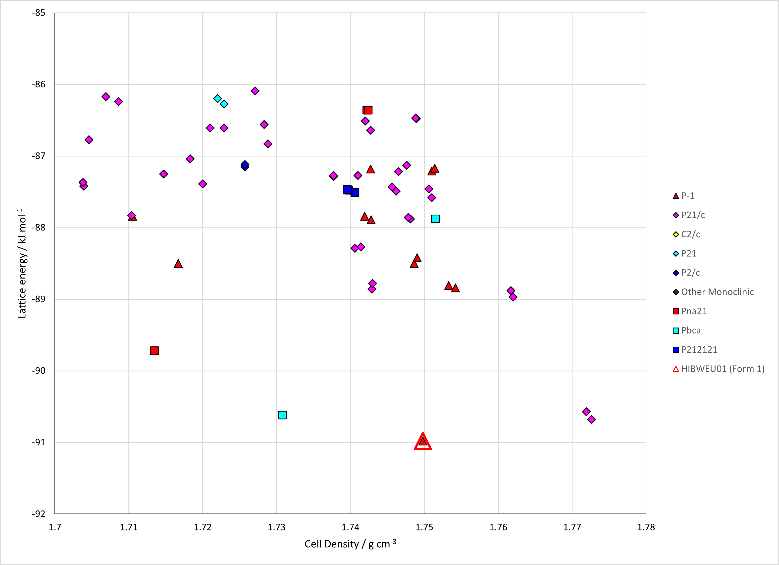 -85
-86
-87
-88
-89
-90
-91
-92
Lattice energy / kJ mol⁻¹
1.7 1.71 1.72 1.73 1.74 1.75 1.76 1.77 1.78
Cell Density / g cm³
P-1
P21/c
C2/c
P21
P2/c
Other Monoclinic
Pna21
Pbca
P212121
HIBWEU01 (Form 1)